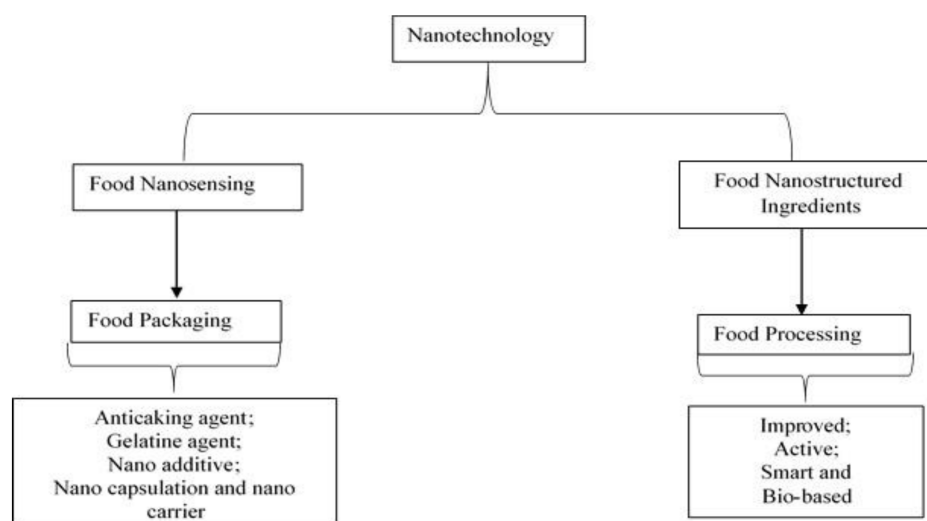 Nanotechnology
Food Nanosensing
Food Nanostructured
Ingredients
Food Packaging
Food Processing
Anticaking agent;
Gelatine agent;
Nano additive;
Nano capsulation and nano
carrier
Improved;
Active;
Smart and
Bio-based